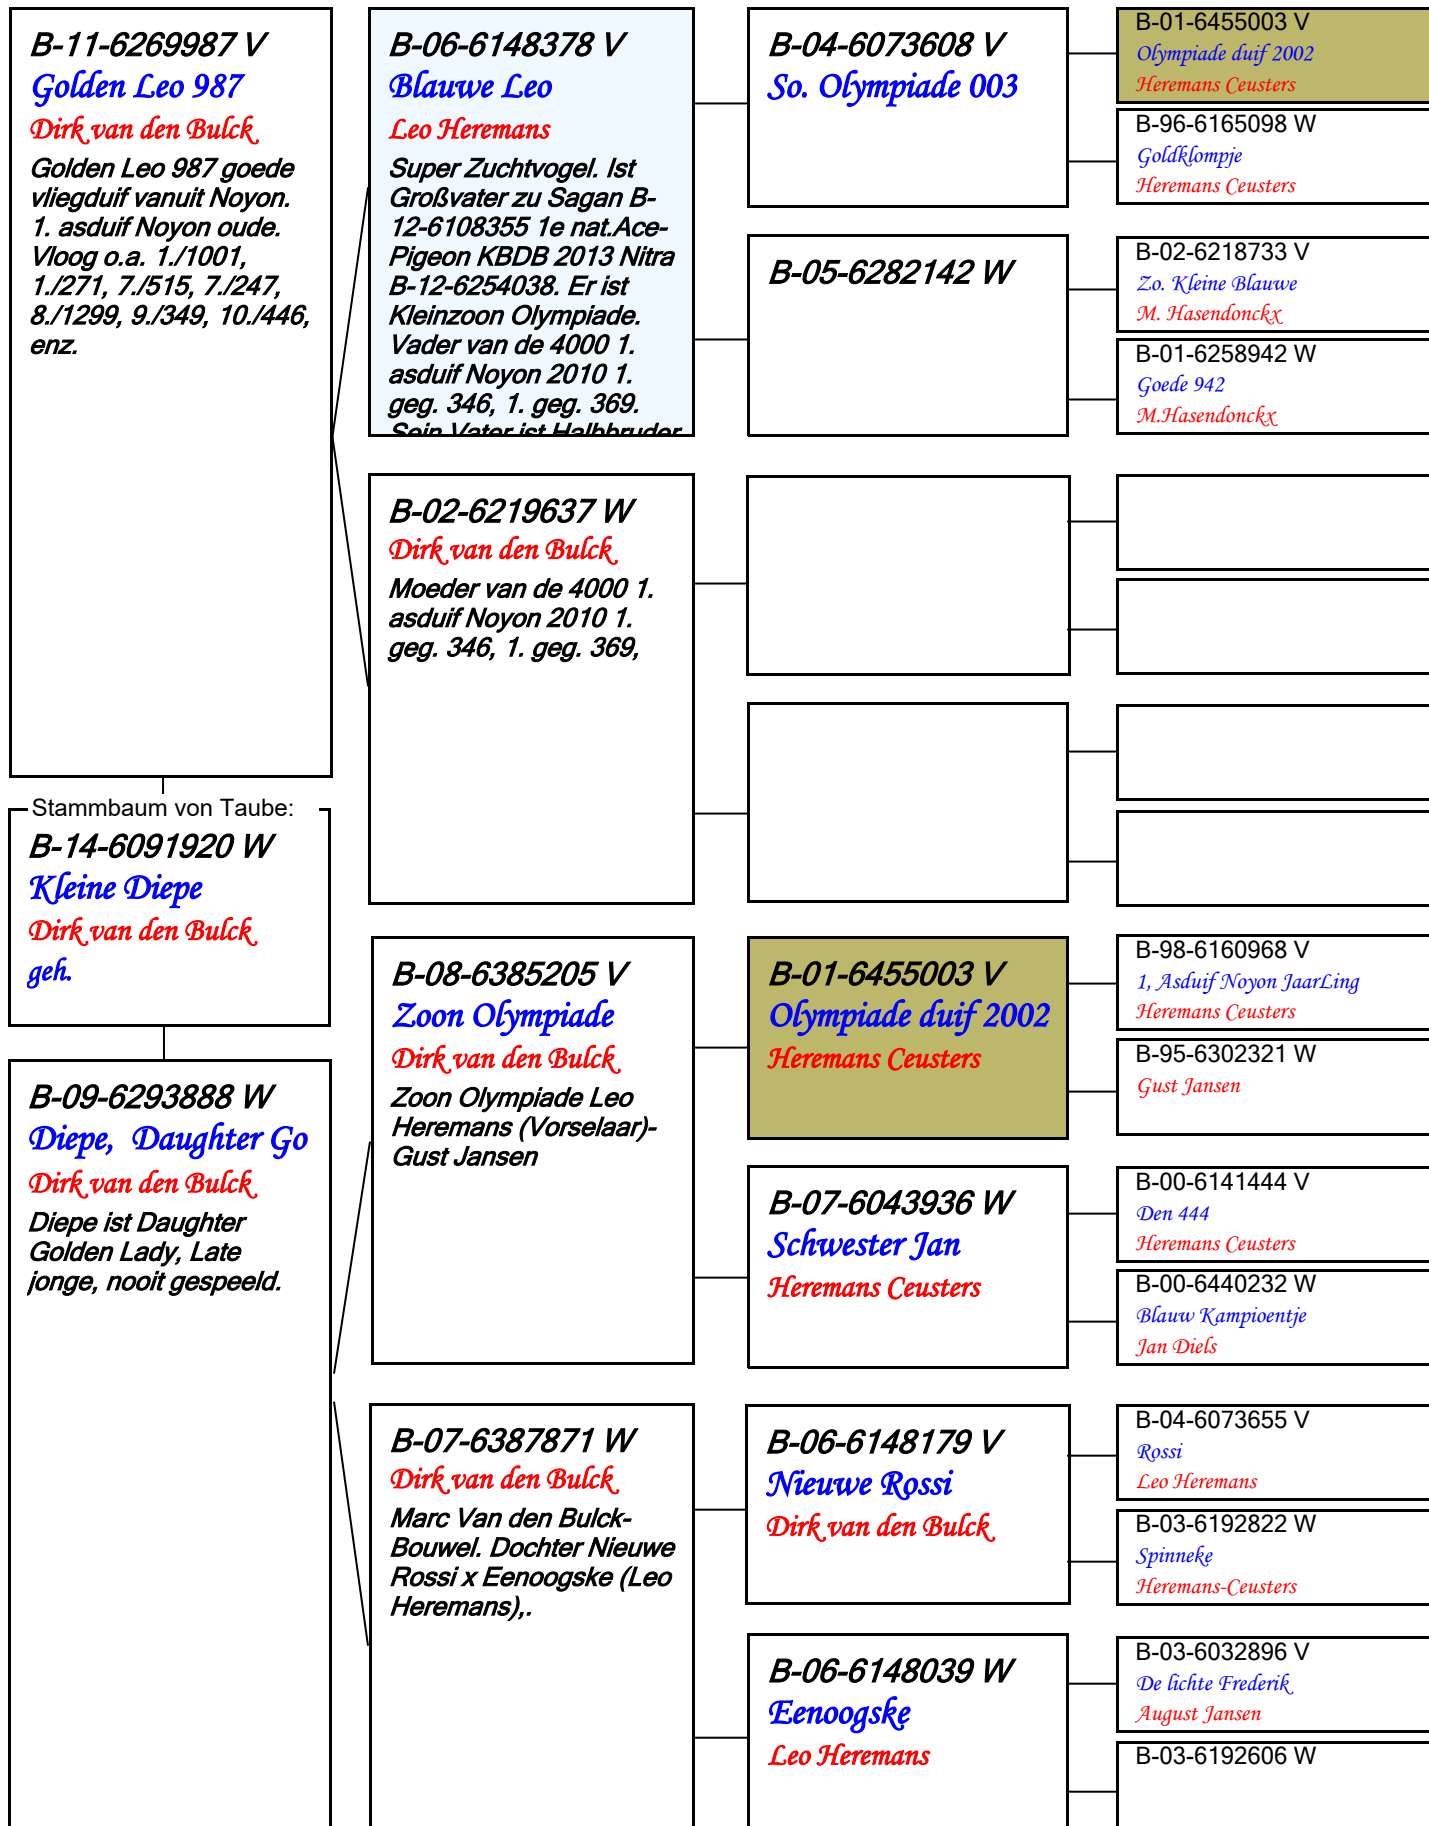 B-11-6269987 V
Golden Leo 987
Dirk van den Bulck
Golden Leo 987 goede
vliegduif vanuit Noyon.
1. asduif Noyon oude.
Vloog o.a. 1./1001,
1./271, 7./515, 7./247,
8./1299, 9./349, 10./446,
enz.
Stammbaum von Taube:
B-14-6091920 W
Kleine Diepe
Dirk van den Bulck
geh.
B-09-6293888 W
Diepe, Daughter Go
Dirk van den Bulck
Diepe ist Daughter
Golden Lady, Late
jonge, nooit gespeeld.
B-06-6148378 V
Blauwe Leo
Leo Heremans
Super Zuchtvogel. Ist
Großvater zu Sagan B-
12-6108355 1e nat.Ace-
Pigeon KBDB 2013 Nitra
B-12-6254038. Er ist
Kleinzoon Olympiade.
Vader van de 4000 1.
asduif Noyon 2010 1.
geg. 346, 1. geg. 369.
Sein Vater ist Halbbruder
B-02-6219637 W
Dirk van den Bulck
Moeder van de 4000 1.
asduif Noyon 2010 1.
geg. 346, 1. geg. 369,
B-08-6385205 V
Zoon Olympiade
Dirk van den Bulck
Zoon Olympiade Leo
Heremans (Vorselaar)-
Gust Jansen
B-07-6387871 W
Dirk van den Bulck
Marc Van den Bulck-
Bouwel. Dochter Nieuwe
Rossi x Eenoogske (Leo
Heremans),.
B-04-6073608 V
So. Olympiade 003
B-05-6282142 W
B-01-6455003 V
Olympiade duif 2002
Heremans Ceusters
B-07-6043936 W
Schwester Jan
Heremans Ceusters
B-06-6148179 V
Nieuwe Rossi
Dirk van den Bulck
B-06-6148039 W
Eenoogske
Leo Heremans
B-01-6455003 V
Olympiade duif 2002
Heremans Ceusters
B-96-6165098 W
Goldklompje
Heremans Ceusters
B-02-6218733 V
Zo. Kleine Blauwe
M. Hasendonckx
B-01-6258942 W
Goede 942
M.Hasendonckx
B-98-6160968 V
1, Asduif Noyon JaarLing
Heremans Ceusters
B-95-6302321 W
Gust Jansen
B-00-6141444 V
Den 444
Heremans Ceusters
B-00-6440232 W
Blauw Kampioentje
Jan Diels
B-04-6073655 V
Rossi
Leo Heremans
B-03-6192822 W
Spinneke
Heremans-Ceusters
B-03-6032896 V
De lichte Frederik
August Jansen
B-03-6192606 W